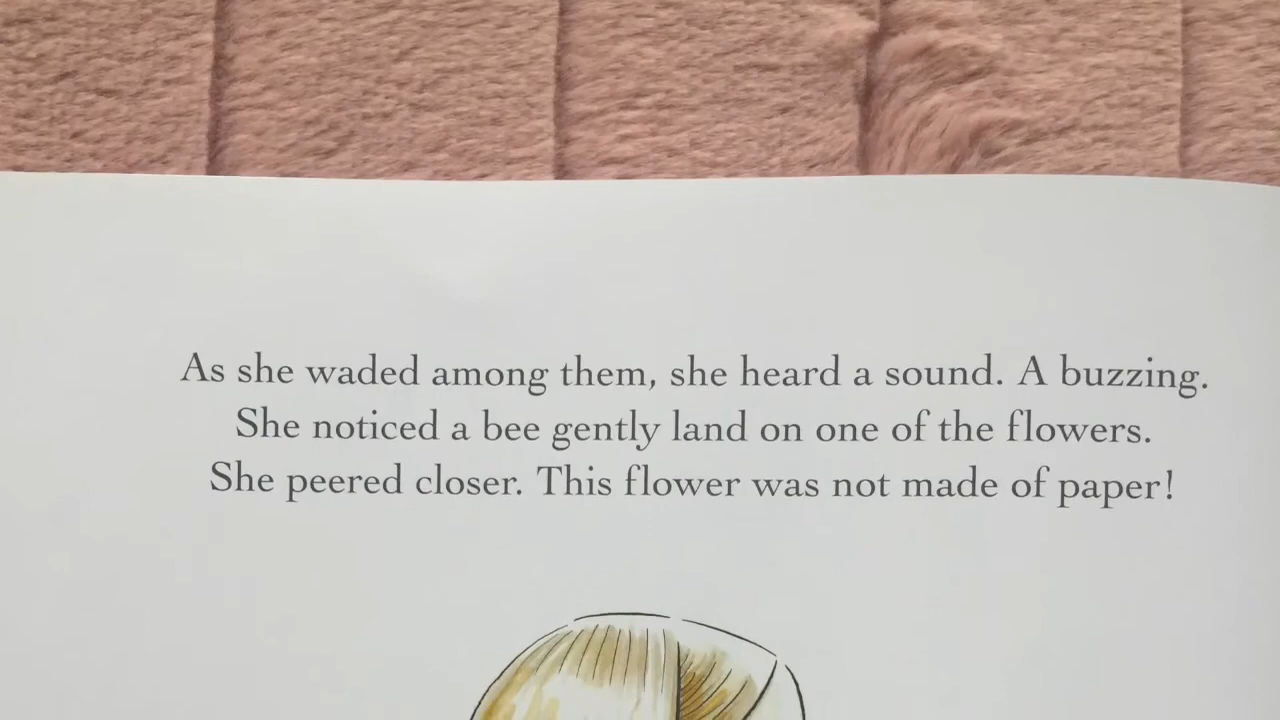 As she waded among them, she heard a sound. A buzzing.
She noticed a bee gently land on one of the flowers.
She peered closer. This flower was not made of paper!